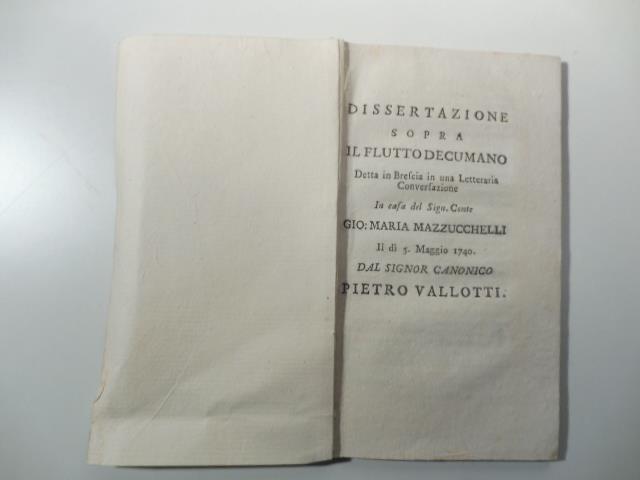 DISSERTAZIONE
SOPRA
IL FLUTTO DECUMANO
Detta in Brescia in una Letteraria
Conversazione
In casa del Sign. Conte
GIO: MARIA MAZZUCCHELLI
Il dì 5. Maggio 1740.
DAL SIGNOR CANONICO
PIETRO VALLOTTI.